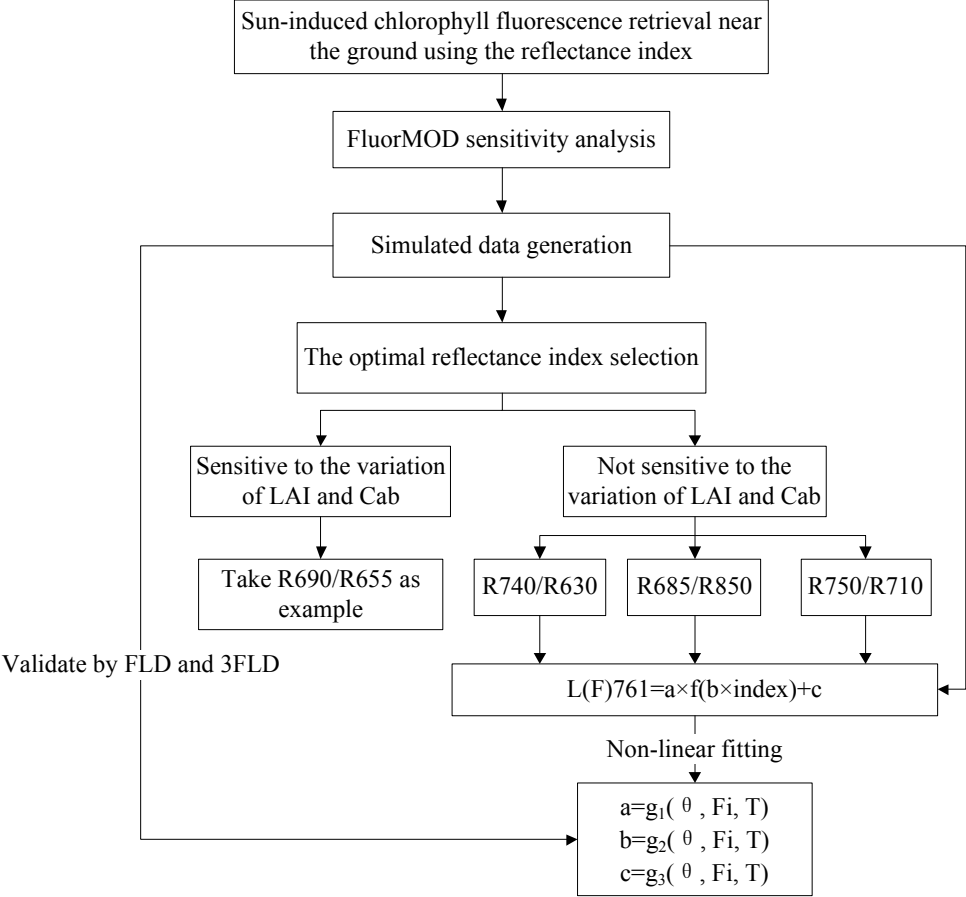 Sun-induced chlorophyll fluorescence retrieval near
the ground using the reflectance index
FluorMOD sensitivity analysis
Simulated data generation
The optimal reflectance index selection
Sensitive to the variation
of LAI and Cab
Not sensitive to the
variation of LAI and Cab
Take R690/R655 as
example
R740/R630
R685/R850
R750/R710
Validate by FLD and 3FLD
L(F)761=a×f(b×index)+c
Non-linear fitting
a=g₁( θ , Fi, T)
b=g₂( θ , Fi, T)
c=g₃( θ , Fi, T)